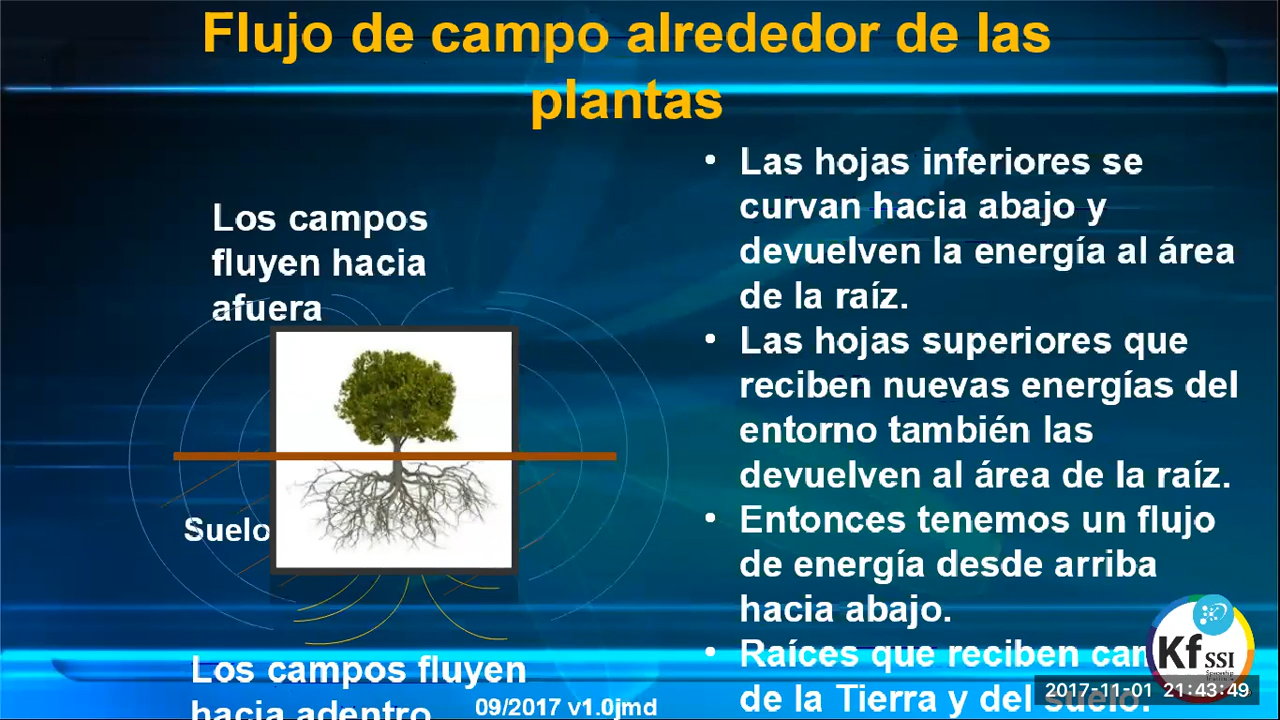 Flujo de campo alrededor de las
plantas
Los campos
fluyen hacia
afuera
Suelo
Los campos fluyen
hacia adentro
09/2017 v1.0jmd
• Las hojas inferiores se
curvan hacia abajo y
devuelven la energía al área
de la raíz.
• Las hojas superiores que
reciben nuevas energías del
entorno también las
devuelven al área de la raíz.
• Entonces tenemos un flujo
de energía desde arriba
hacia abajo.
• Raíces que reciben
de la Tierra y del suelo.
Kf SSI
2017-11-01 21:43:49